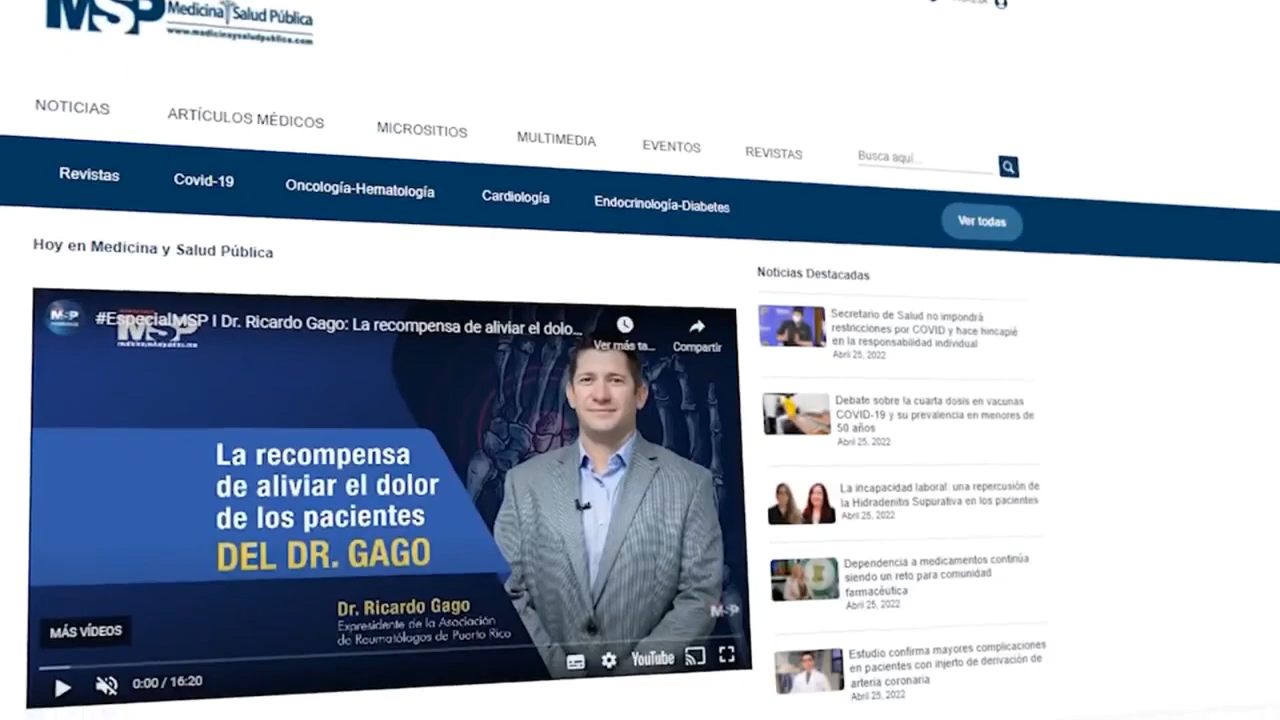 MSP
Medicina y Salud Pública
www.medicinaysaludpublica.com
NOTICIAS
ARTÍCULOS MÉDICOS
MICROSITIOS
MULTIMEDIA
EVENTOS
REVISTAS
Busca aquí...
Revistas
Covid-19
Oncología-Hematología
Cardiología
Endocrinología-Diabetes
Ver todas
Hoy en Medicina y Salud Pública
MSP
#EspecialMSP I Dr. Ricardo Gago: La recompensa de aliviar el dolo...
Ver más ta...
Compartir
MSP
La recompensa
de aliviar el dolor
de los pacientes
DEL DR. GAGO
Dr. Ricardo Gago
Expresidente de la Asociación
de Reumatólogos de Puerto Rico
MSP
MÁS VÍDEOS
0:00 / 16:20
YouTube
Noticias Destacadas
Secretario de Salud no impondrá
restricciones por COVID y hace hincapié
en la responsabilidad individual
Abril 25, 2022
Debate sobre la cuarta dosis en vacunas
COVID-19 y su prevalencia en menores de
50 años
Abril 25, 2022
La incapacidad laboral: una repercusión de
la Hidradenitis Supurativa en los pacientes
Abril 25, 2022
Dependencia a medicamentos continúa
siendo un reto para comunidad
farmacéutica
Abril 25, 2022
Estudio confirma mayores complicaciones
en pacientes con injerto de derivación de
arteria coronaria
Abril 25, 2022